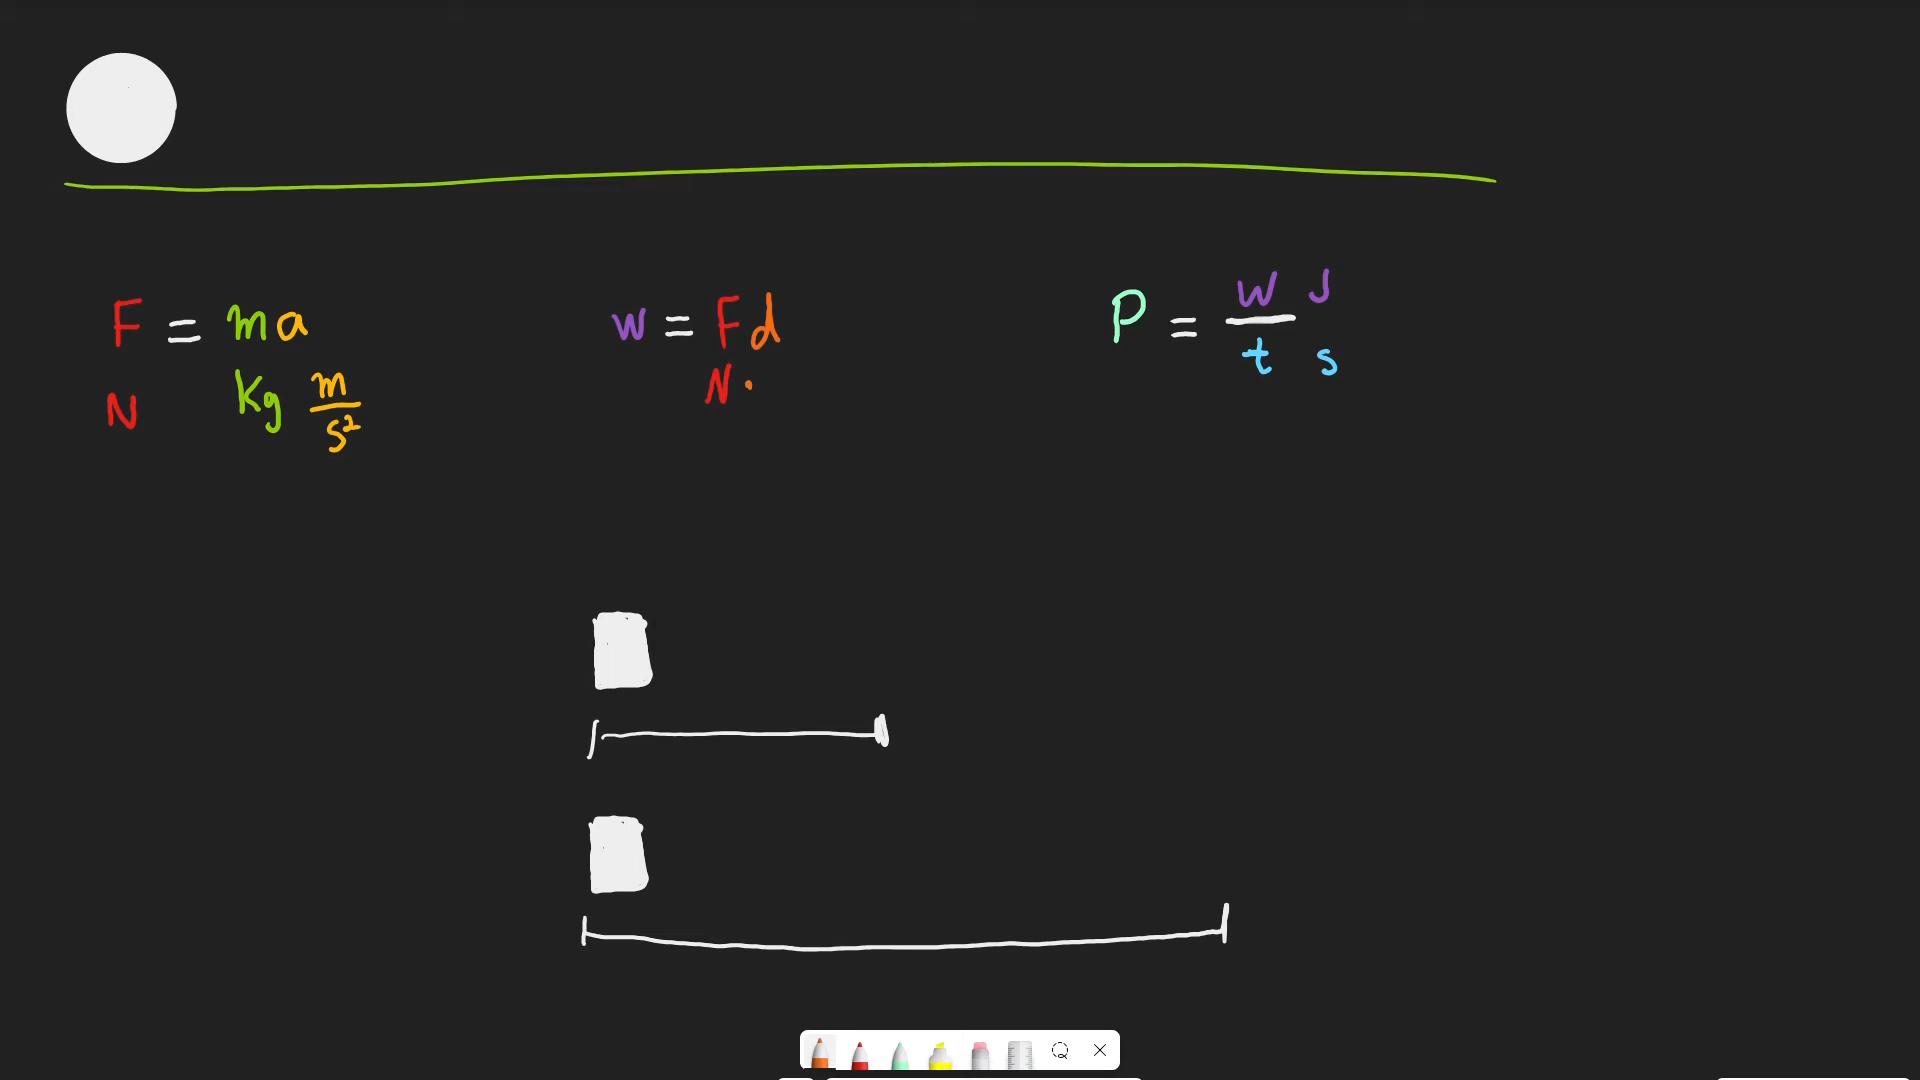 F = ma
N kg m/s²
w = Fd
N ·
P = W/t J/s